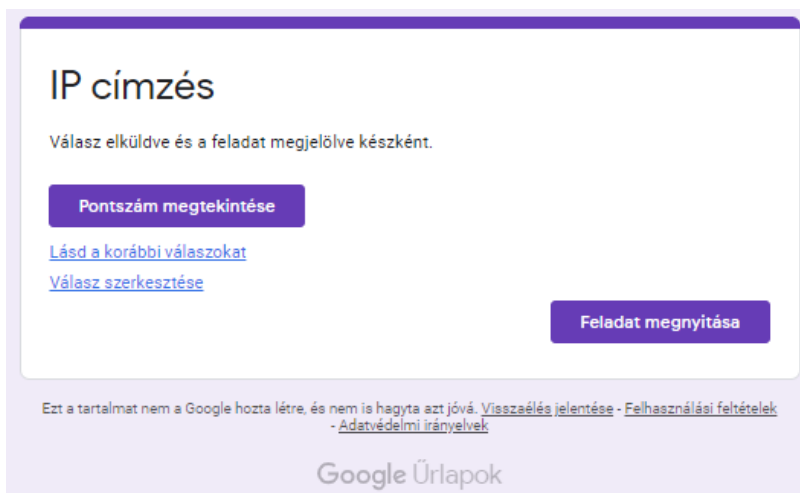 IP címzés
Válasz elküldve és a feladat megjelölve készként.
Pontszám megtekintése
Lásd a korábbi válaszokat
Válasz szerkesztése
Feladat megnyitása
Ezt a tartalmat nem a Google hozta létre, és nem is hagyta azt jóvá. Visszaélés jelentése - Felhasználási feltételek
- Adatvédelmi irányelvek
Google Űrlapok